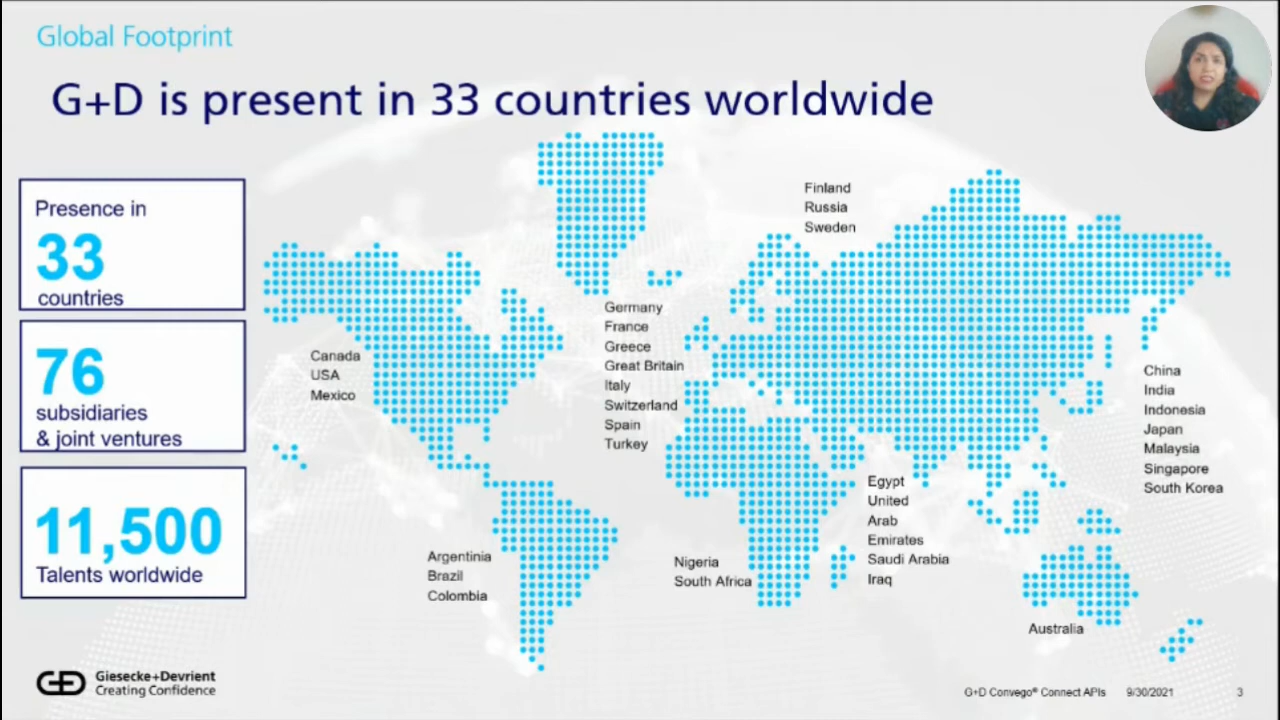 Global Footprint
G+D is present in 33 countries worldwide
Presence in
33
countries
76
subsidiaries
& joint ventures
11,500
Talents worldwide
Canada
USA
Mexico
Argentinia
Brazil
Colombia
Germany
France
Greece
Great Britain
Italy
Switzerland
Spain
Turkey
Nigeria
South Africa
Finland
Russia
Sweden
Egypt
United
Arab
Emirates
Saudi Arabia
Iraq
China
India
Indonesia
Japan
Malaysia
Singapore
South Korea
Australia
G+D Giesecke+Devrient
Creating Confidence
G+D Convego® Connect APIs 9/30/2021 3